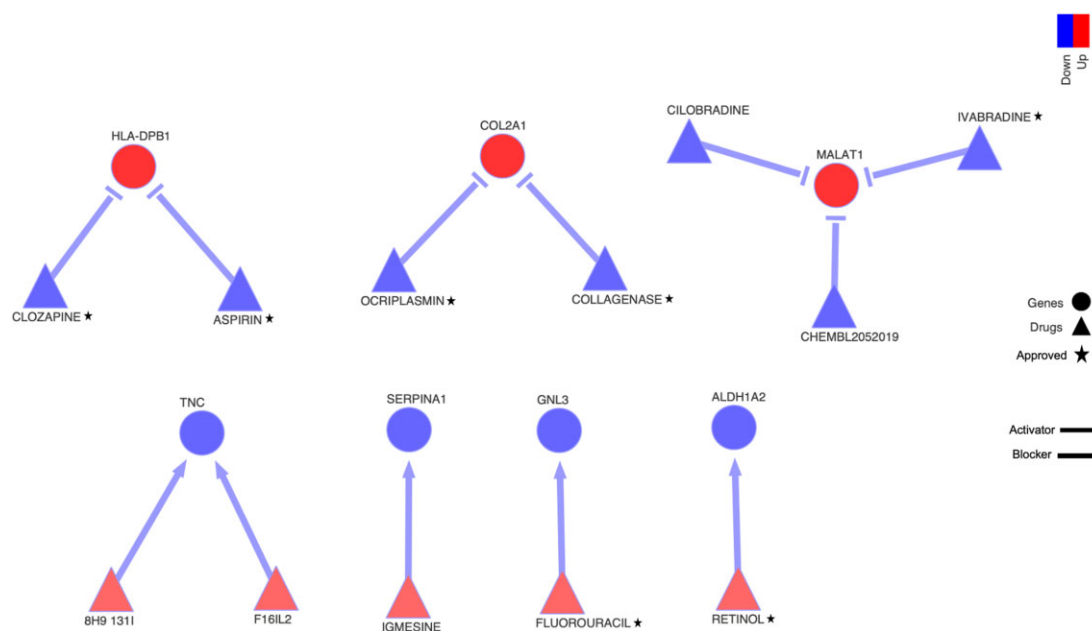 Down
Up
CILOBRADINE
IVABRADINE ★
HLA-DPB1
COL2A1
MALAT1
CLOZAPINE ★
ASPIRIN ★
OCRIPLASMIN ★
COLLAGENASE ★
CHEMBL2052019
Genes
Drugs
Approved ★
TNC
SERPINA1
GNL3
ALDH1A2
Activator
Blocker
8H9 131I
F16IL2
IGMESINE
FLUOROURACIL ★
RETINOL ★